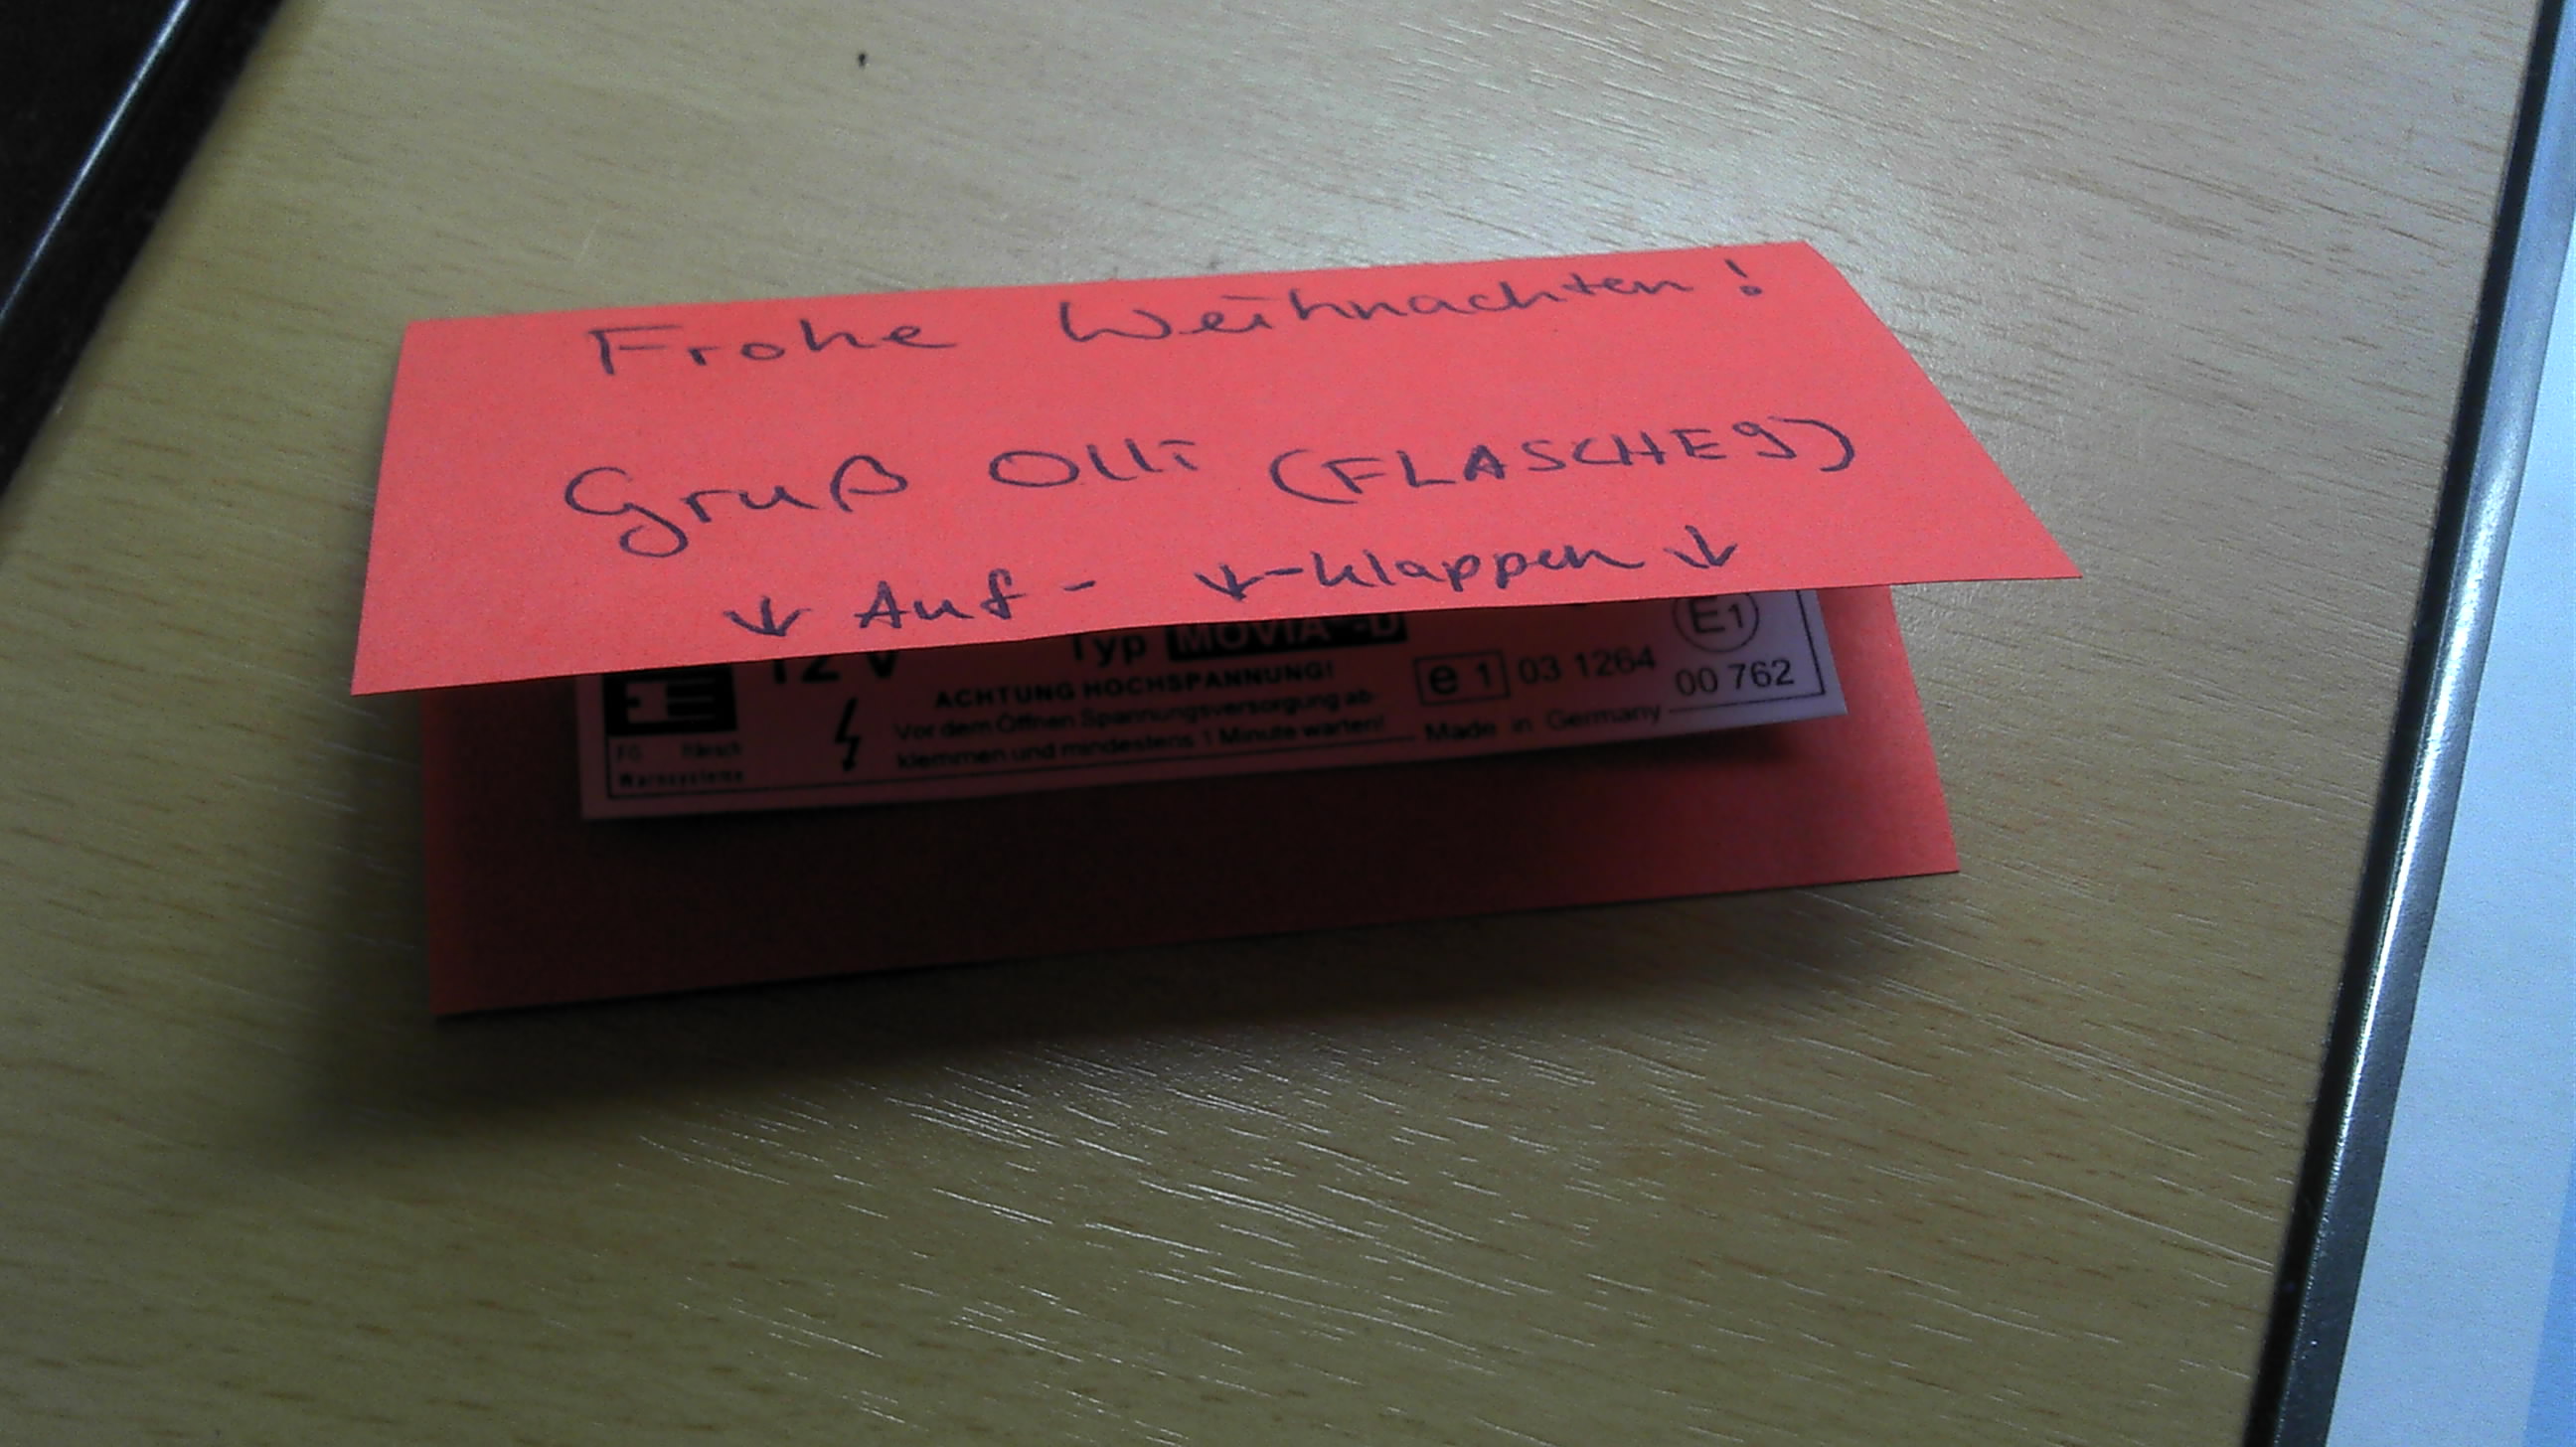 Frohe Weihnachten!
Gruß Olli (FLASCHE9)
↓ Auf- ↓-klappen ↓
12 V Typ MOVIA -D E1
ACHTUNG HOCHSPANNUNG! e 1 03 1264 00 762
Vor dem Öffnen Spannungsversorgung ab-
klemmen und mindestens 1 Minute warten! Made in Germany
Warnsysteme